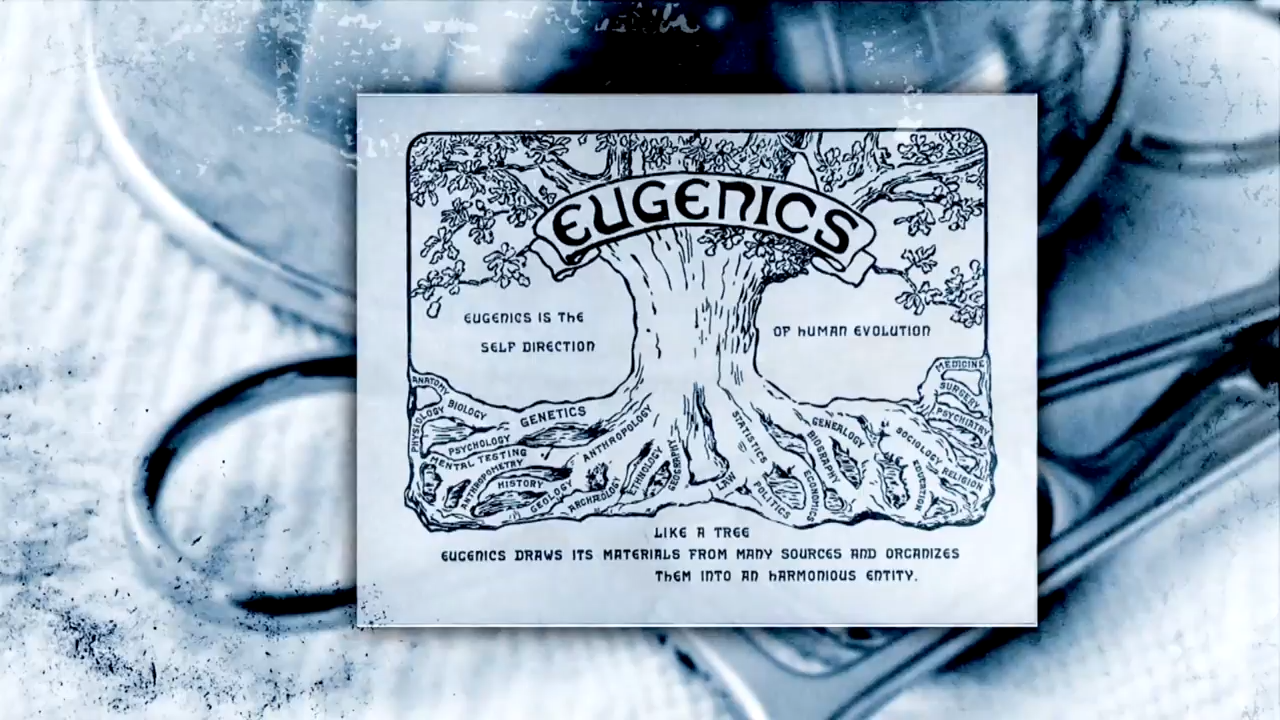 EUGENICS
EUGENICS IS THE
SELF DIRECTION
OF HUMAN EVOLUTION
ANATOMY
PHYSIOLOGY
BIOLOGY
GENETICS
PSYCHOLOGY
MENTAL TESTING
ANTHROPOMETRY
HISTORY
GEOLOGY
ANTHROPOLOGY
ARCHÆOLOGY
ETHNOLOGY
GEOGRAPHY
LAW
STATISTICS
POLITICS
ECONOMICS
BIOGRAPHY
GENEALOGY
EDUCATION
SOCIOLOGY
RELIGION
PSYCHIATRY
SURGERY
MEDICINE
LIKE A TREE
EUGENICS DRAWS ITS MATERIALS FROM MANY SOURCES AND ORGANIZES
THEM INTO AN HARMONIOUS ENTITY.